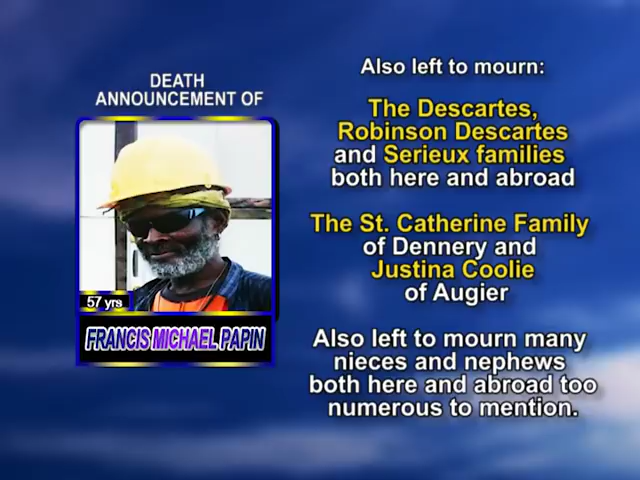 DEATH
ANNOUNCEMENT OF
57 yrs
FRANCIS MICHAEL PAPIN
Also left to mourn:
The Descartes,
Robinson Descartes
and Serieux families
both here and abroad
The St. Catherine Family
of Dennery and
Justina Coolie
of Augier
Also left to mourn many
nieces and nephews
both here and abroad too
numerous to mention.